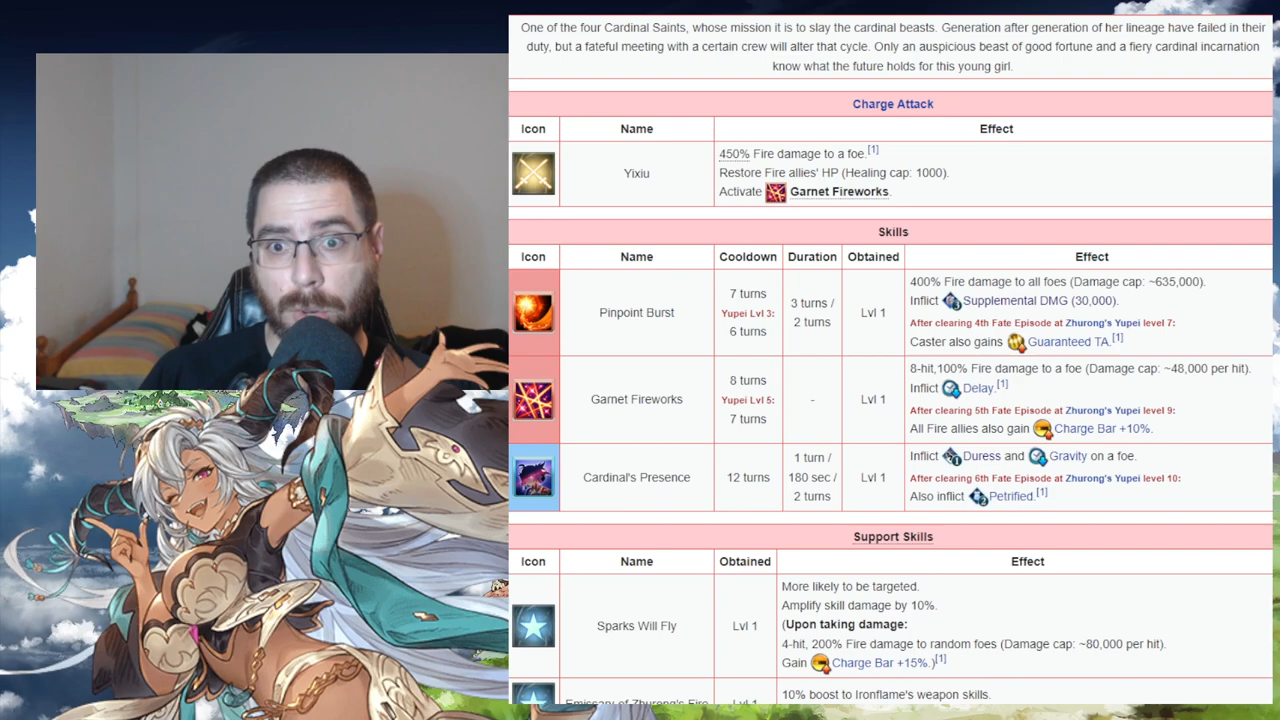 One of the four Cardinal Saints, whose mission it is to slay the cardinal beasts. Generation after generation of her lineage have failed in their
duty, but a fateful meeting with a certain crew will alter that cycle. Only an auspicious beast of good fortune and a fiery cardinal incarnation
know what the future holds for this young girl.
Charge Attack
Icon Name Effect
Yixiu
450% Fire damage to a foe.[1]
Restore Fire allies' HP (Healing cap: 1000).
Activate Garnet Fireworks.
Skills
Icon Name Cooldown Duration Obtained Effect
Pinpoint Burst
7 turns
Yupei Lvl 3:
6 turns
3 turns /
2 turns
Lvl 1
400% Fire damage to all foes (Damage cap: ~635,000).
Inflict Supplemental DMG (30,000).
After clearing 4th Fate Episode at Zhurong's Yupei level 7:
Caster also gains Guaranteed TA.[1]
Garnet Fireworks
8 turns
Yupei Lvl 5:
7 turns
-
Lvl 1
8-hit,100% Fire damage to a foe (Damage cap: ~48,000 per hit).
Inflict Delay.[1]
After clearing 5th Fate Episode at Zhurong's Yupei level 9:
All Fire allies also gain Charge Bar +10%.
Cardinal's Presence
12 turns
1 turn /
180 sec /
2 turns
Lvl 1
Inflict Duress and Gravity on a foe.
After clearing 6th Fate Episode at Zhurong's Yupei level 10:
Also inflict Petrified.[1]
Support Skills
Icon Name Obtained Effect
Sparks Will Fly
Lvl 1
More likely to be targeted.
Amplify skill damage by 10%.
(Upon taking damage:
4-hit, 200% Fire damage to random foes (Damage cap: ~80,000 per hit).
Gain Charge Bar +15%.)[1]
Emissary of Zhurong's Fire
Lvl 1
10% boost to Ironflame's weapon skills.